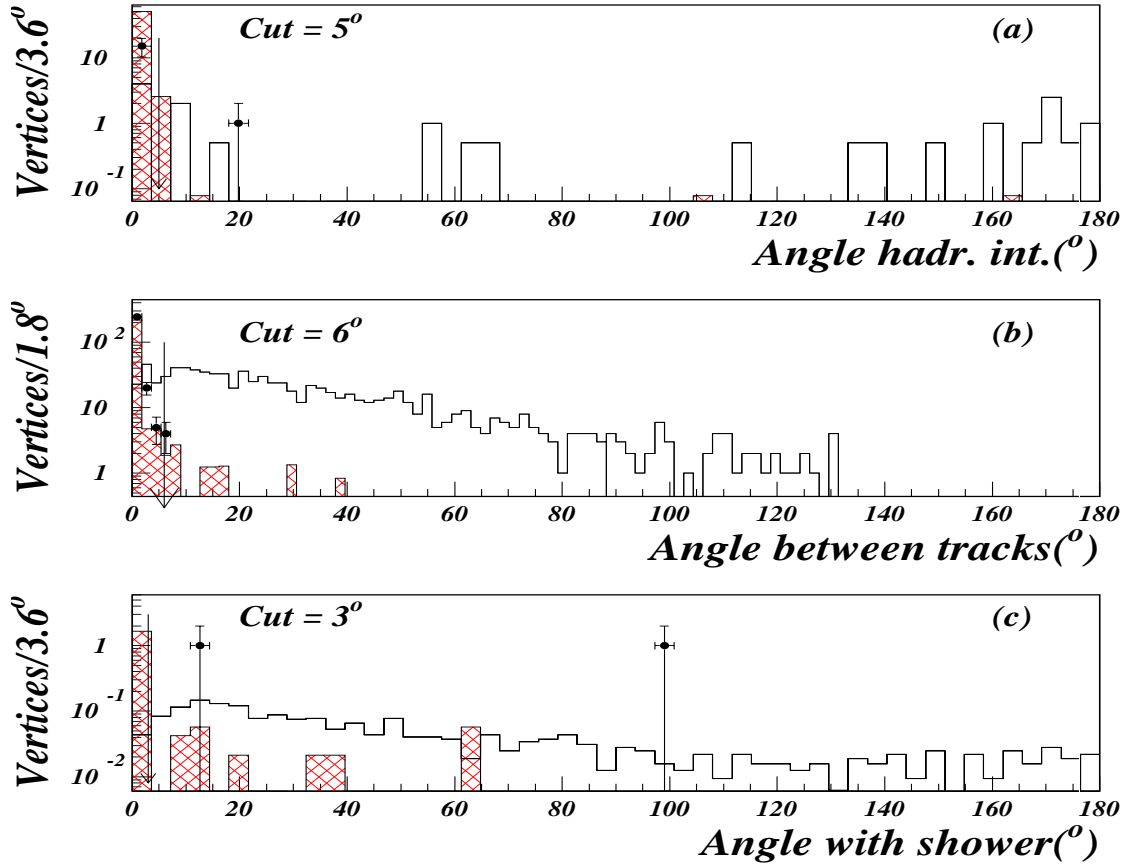 Cut = 5°
(a)
Vertices/3.6°
10
1
10⁻¹
0 20 40 60 80 100 120 140 160 180
Angle hadr. int.(°)
Cut = 6°
(b)
Vertices/1.8°
10²
10
1
0 20 40 60 80 100 120 140 160 180
Angle between tracks(°)
Cut = 3°
(c)
Vertices/3.6°
1
10⁻¹
10⁻²
0 20 40 60 80 100 120 140 160 180
Angle with shower(°)